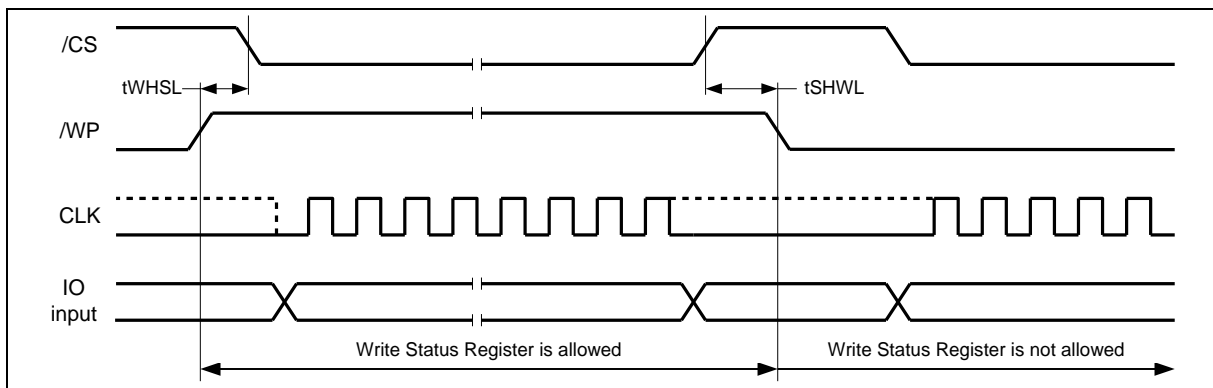 /CS
tWHSL
tSHWL
/WP
CLK
IO
input
Write Status Register is allowed
Write Status Register is not allowed